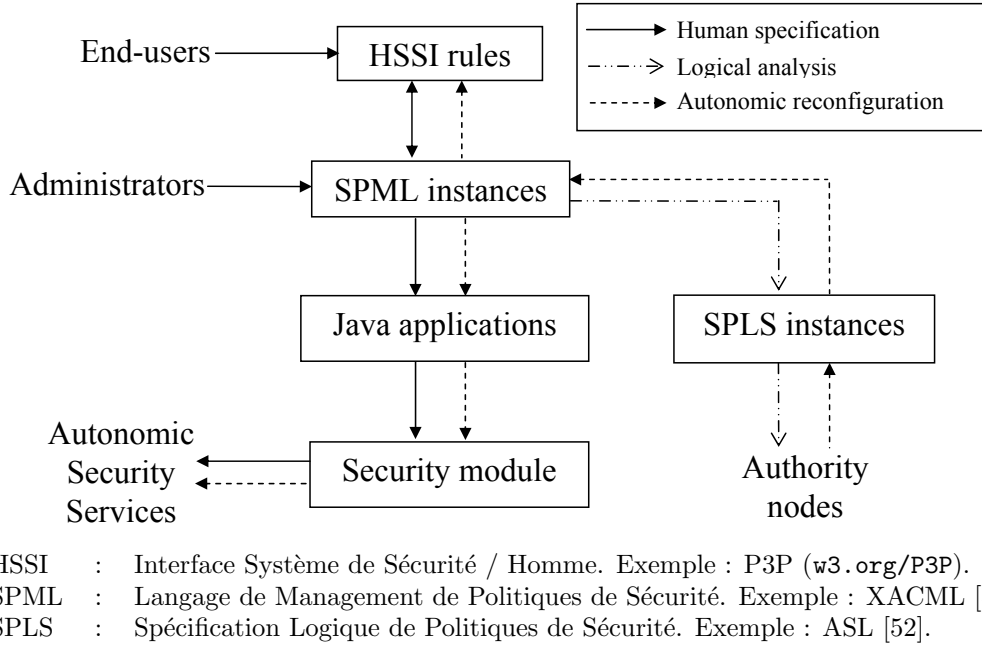 End-users
HSSI rules
Human specification
Logical analysis
Autonomic reconfiguration
Administrators
SPML instances
Java applications
SPLS instances
Autonomic
Security
Services
Security module
Authority
nodes
HSSI : Interface Système de Sécurité / Homme. Exemple : P3P (w3.org/P3P).
SPML : Langage de Management de Politiques de Sécurité. Exemple : XACML [
SPLS : Spécification Logique de Politiques de Sécurité. Exemple : ASL [52].